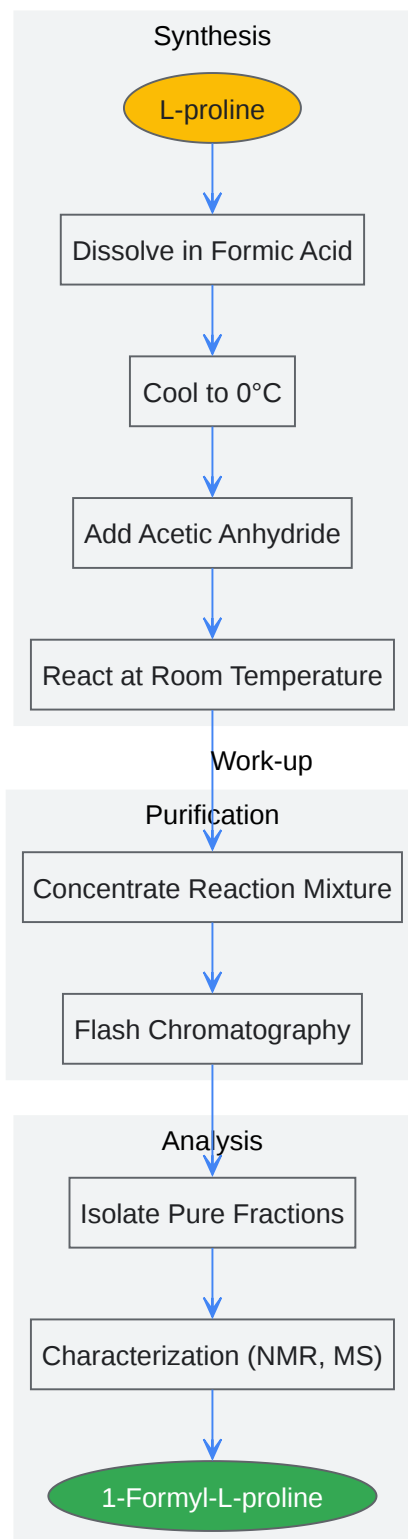 Synthesis
L-proline
Dissolve in Formic Acid
Cool to 0°C
Add Acetic Anhydride
React at Room Temperature
Work-up
Purification
Concentrate Reaction Mixture
Flash Chromatography
Analysis
Isolate Pure Fractions
Characterization (NMR, MS)
1-Formyl-L-proline